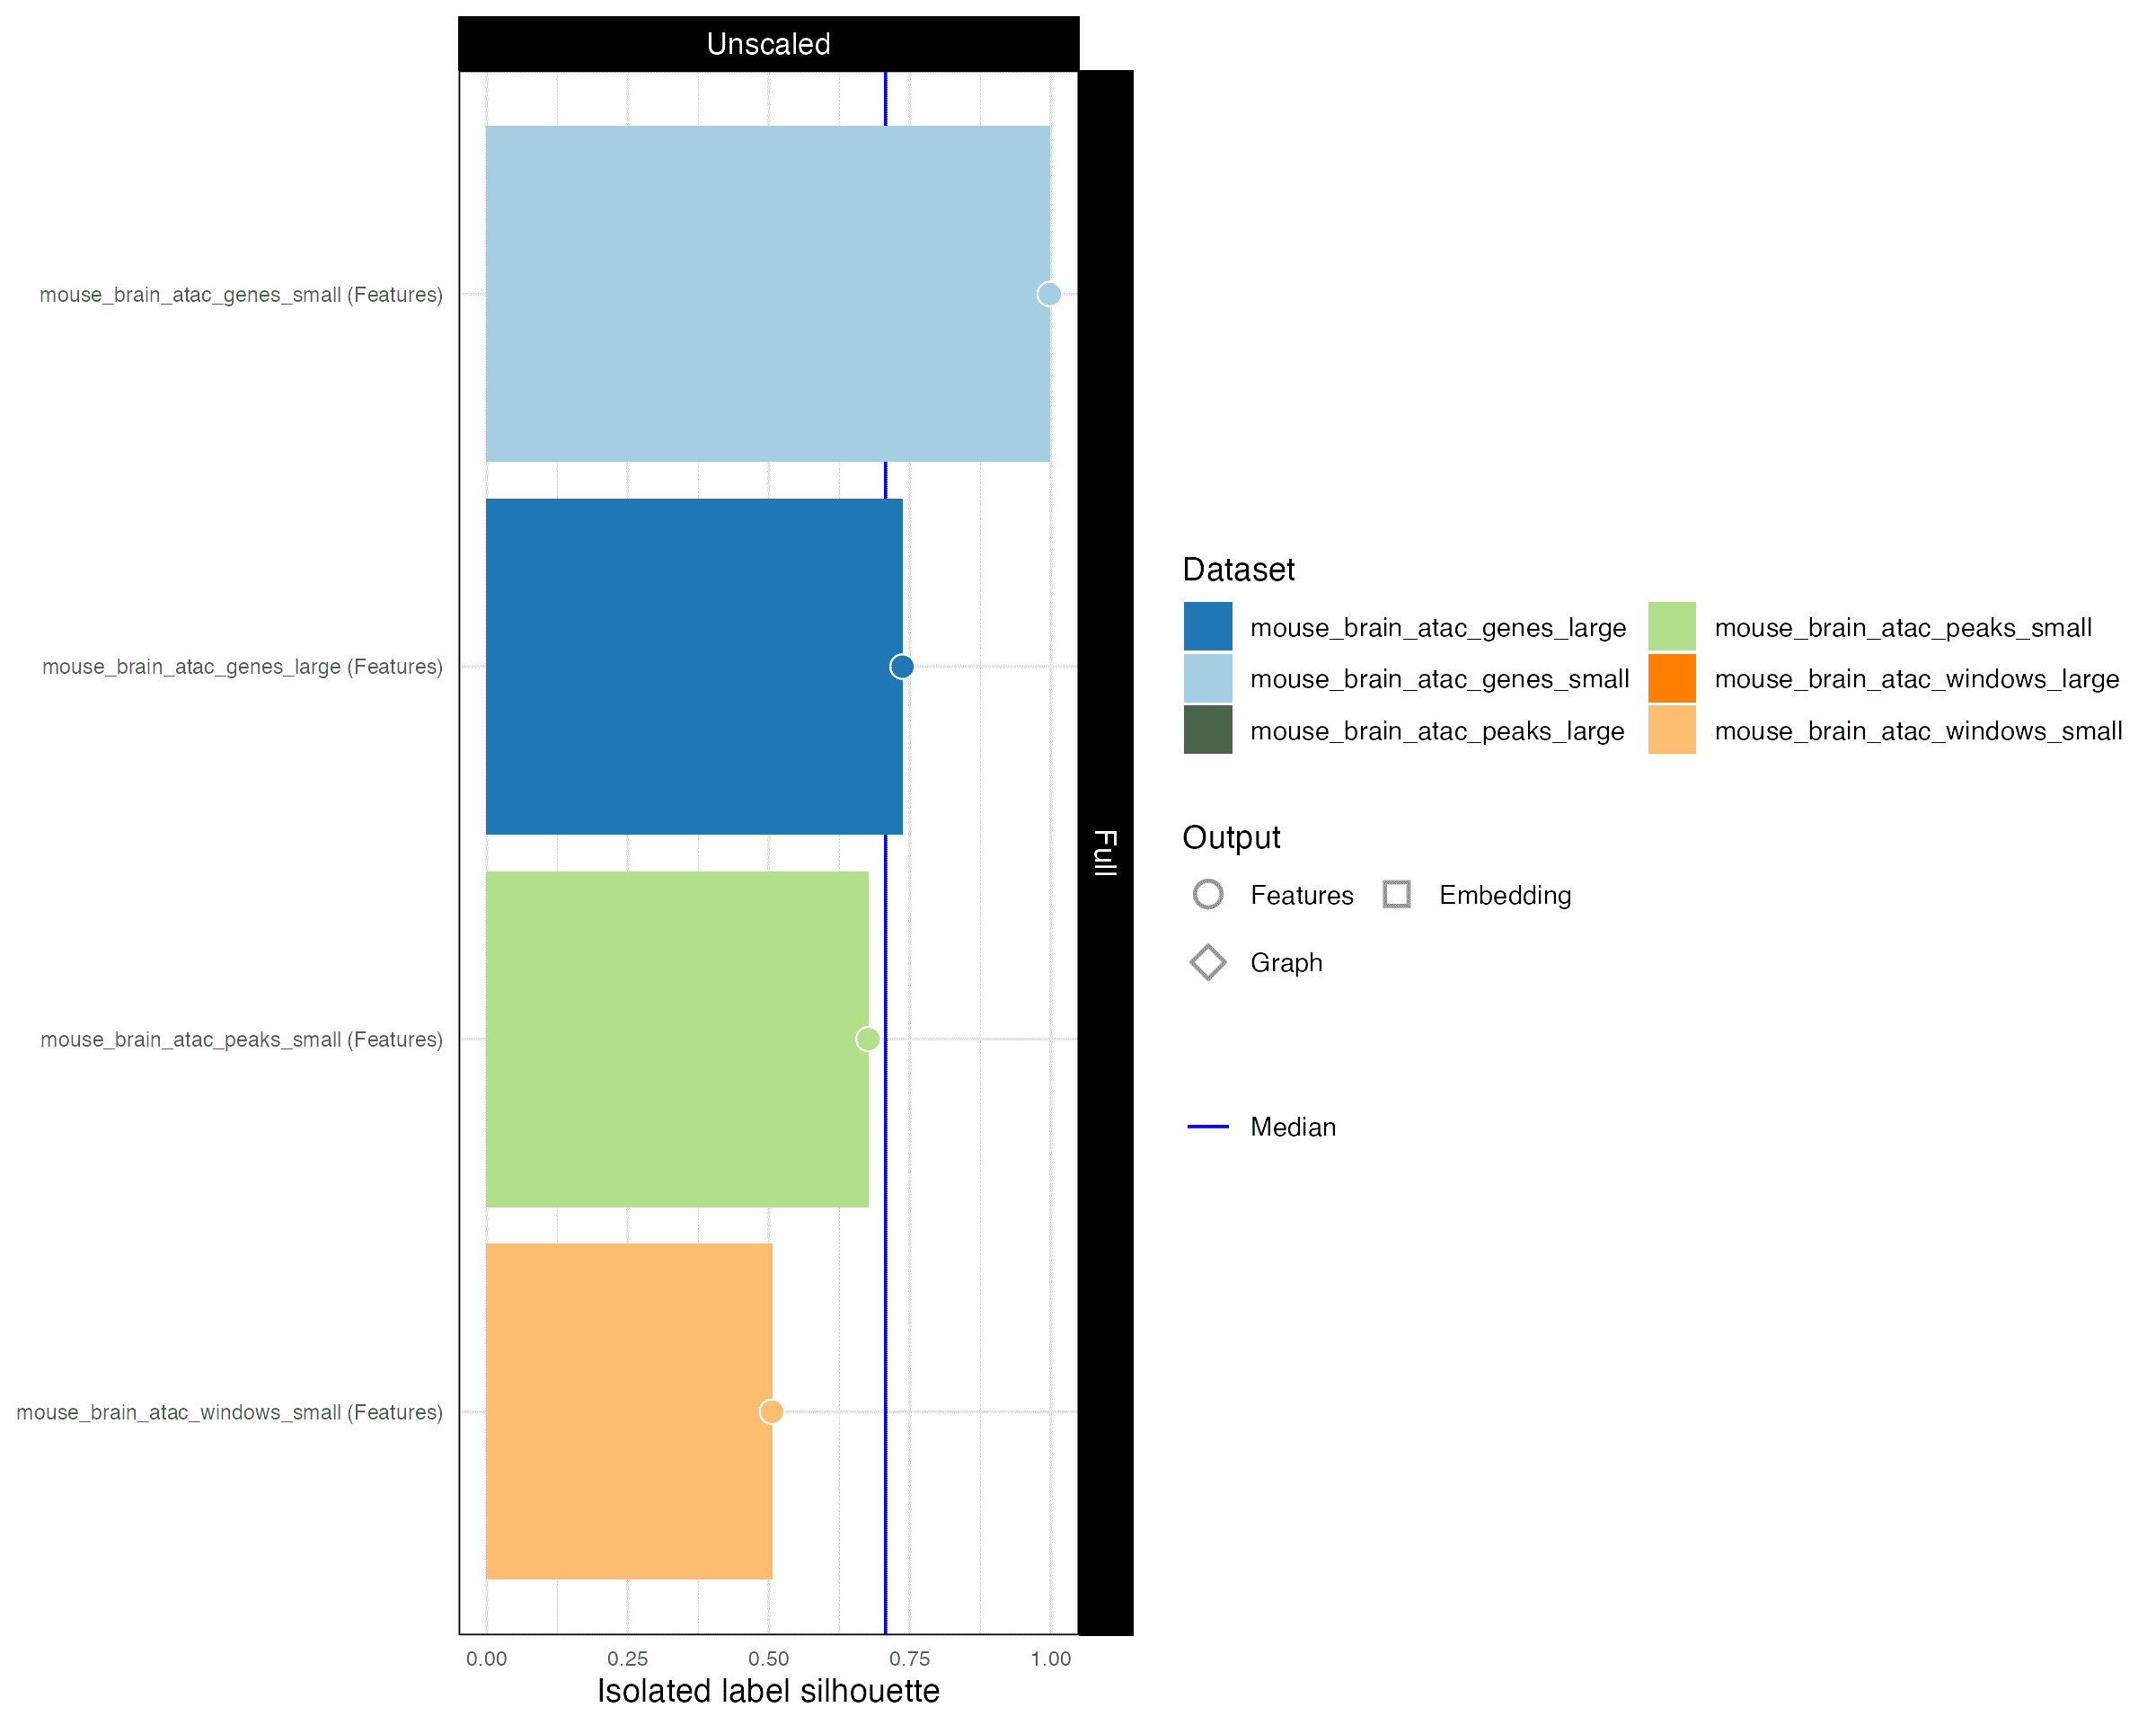 Unscaled
mouse_brain_atac_genes_small (Features)
mouse_brain_atac_genes_large (Features)
mouse_brain_atac_peaks_small (Features)
mouse_brain_atac_windows_small (Features)
0.00 0.25 0.50 0.75 1.00
Isolated label silhouette
Full
Dataset
mouse_brain_atac_genes_large mouse_brain_atac_peaks_small
mouse_brain_atac_genes_small mouse_brain_atac_windows_large
mouse_brain_atac_peaks_large mouse_brain_atac_windows_small
Output
Features Embedding
Graph
Median